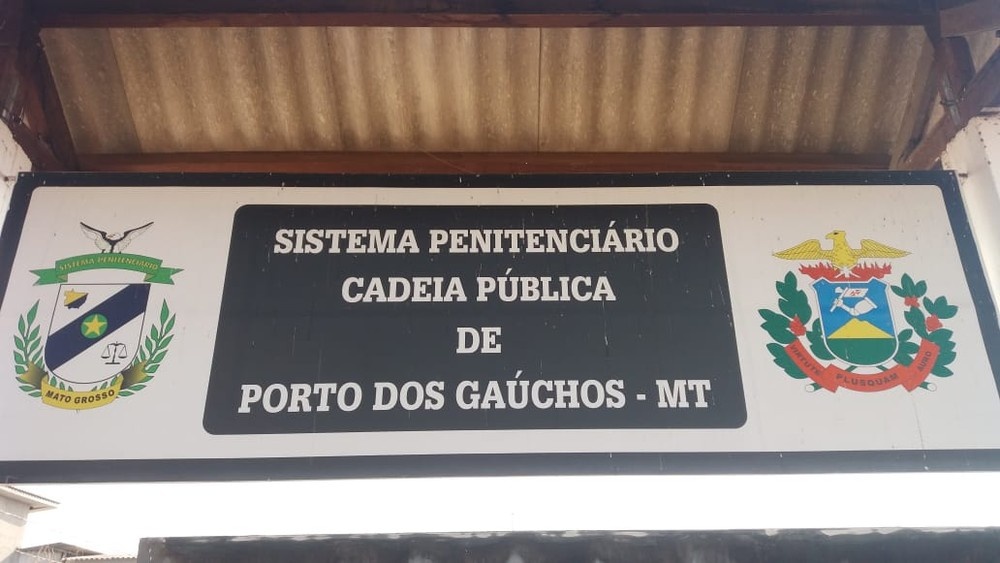 SISTEMA PENITENCIÁRIO
MATO GROSSO
SISTEMA PENITENCIÁRIO
CADEIA PÚBLICA
DE
PORTO DOS GAÚCHOS - MT
VIRTUTE PLUSQUAM AURO